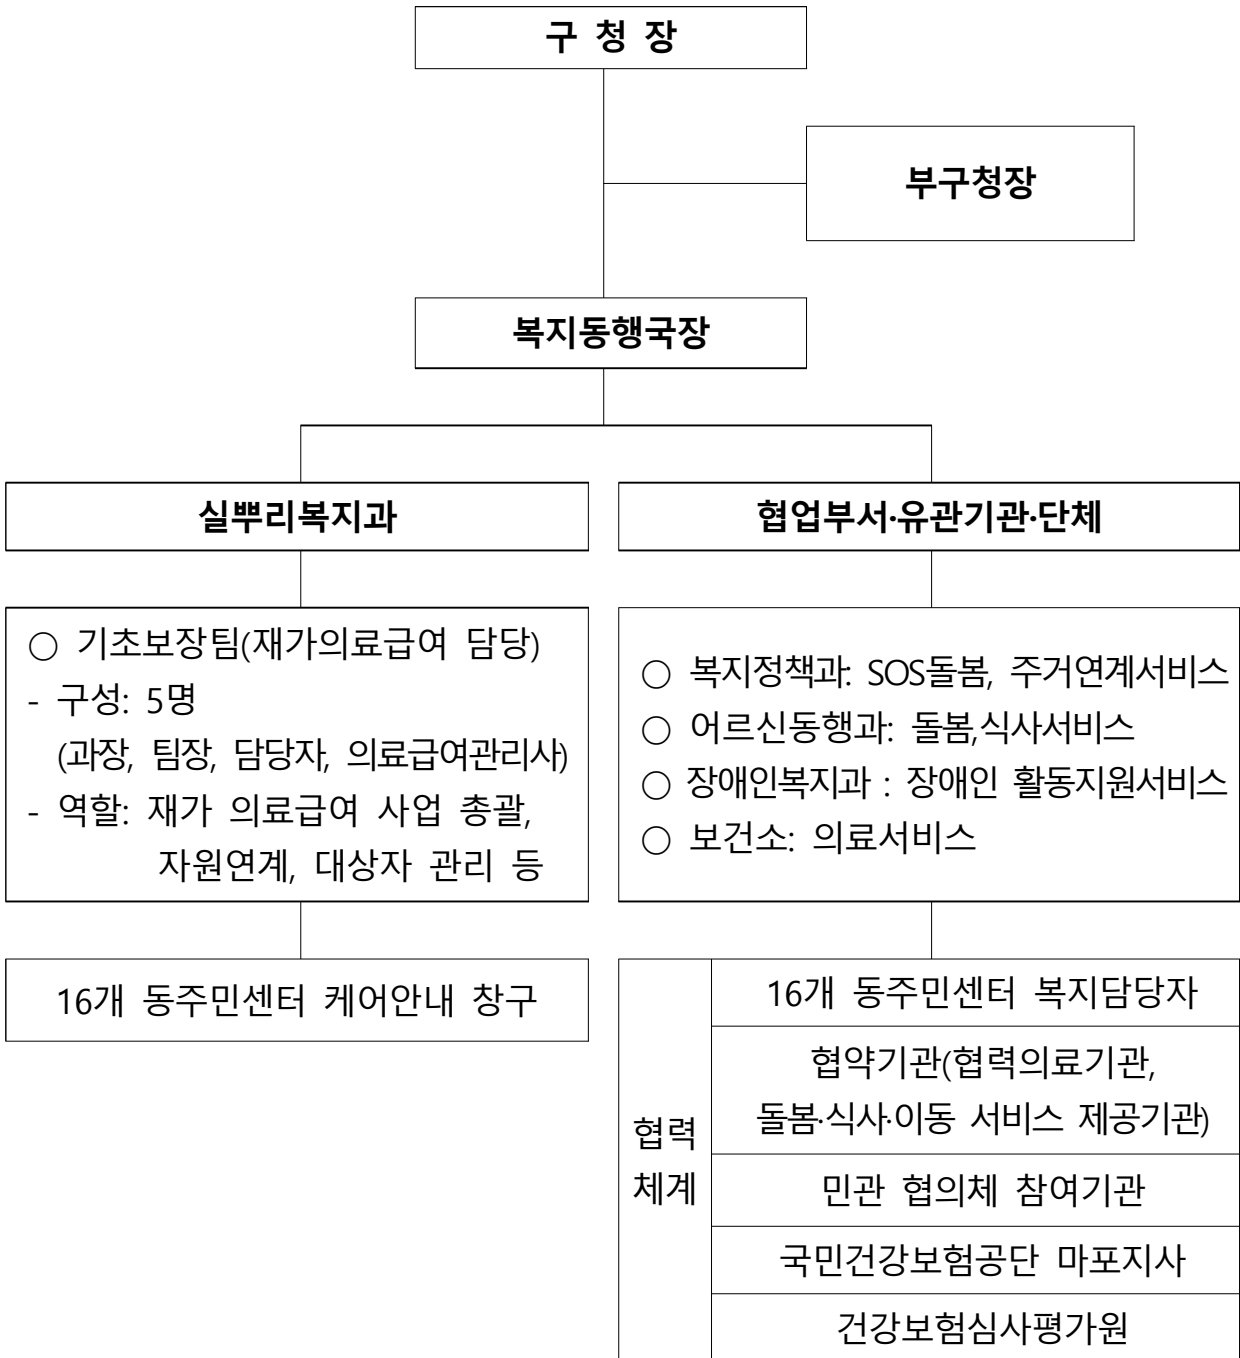 구 청 장
부구청장
복지동행국장
실뿌리복지과
○ 기초보장팀(재가의료급여 담당)
- 구성: 5명
(과장, 팀장, 담당자, 의료급여관리사)
- 역할: 재가 의료급여 사업 총괄,
자원연계, 대상자 관리 등
16개 동주민센터 케어안내 창구
협업부서·유관기관·단체
○ 복지정책과: SOS돌봄, 주거연계서비스
○ 어르신동행과: 돌봄,식사서비스
○ 장애인복지과 : 장애인 활동지원서비스
○ 보건소: 의료서비스
협력
체계
16개 동주민센터 복지담당자
협약기관(협력의료기관,
돌봄·식사·이동 서비스 제공기관)
민관 협의체 참여기관
국민건강보험공단 마포지사
건강보험심사평가원